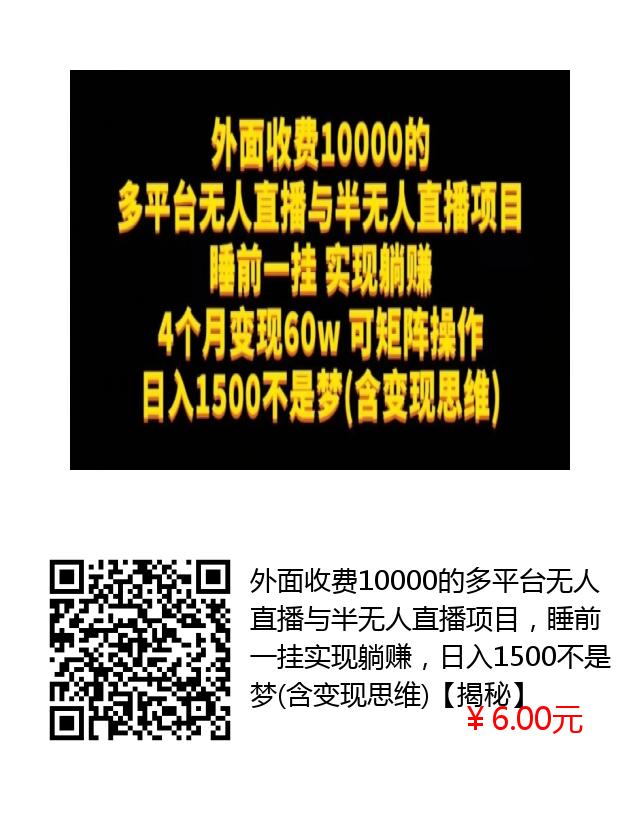 外面收费10000的
多平台无人直播与半无人直播项目
睡前一挂 实现躺赚
4个月变现60w 可矩阵操作
日入1500不是梦(含变现思维)
外面收费10000的多平台无人
直播与半无人直播项目，睡前
一挂实现躺赚，日入1500不是
梦(含变现思维)【揭秘】
￥6.00元